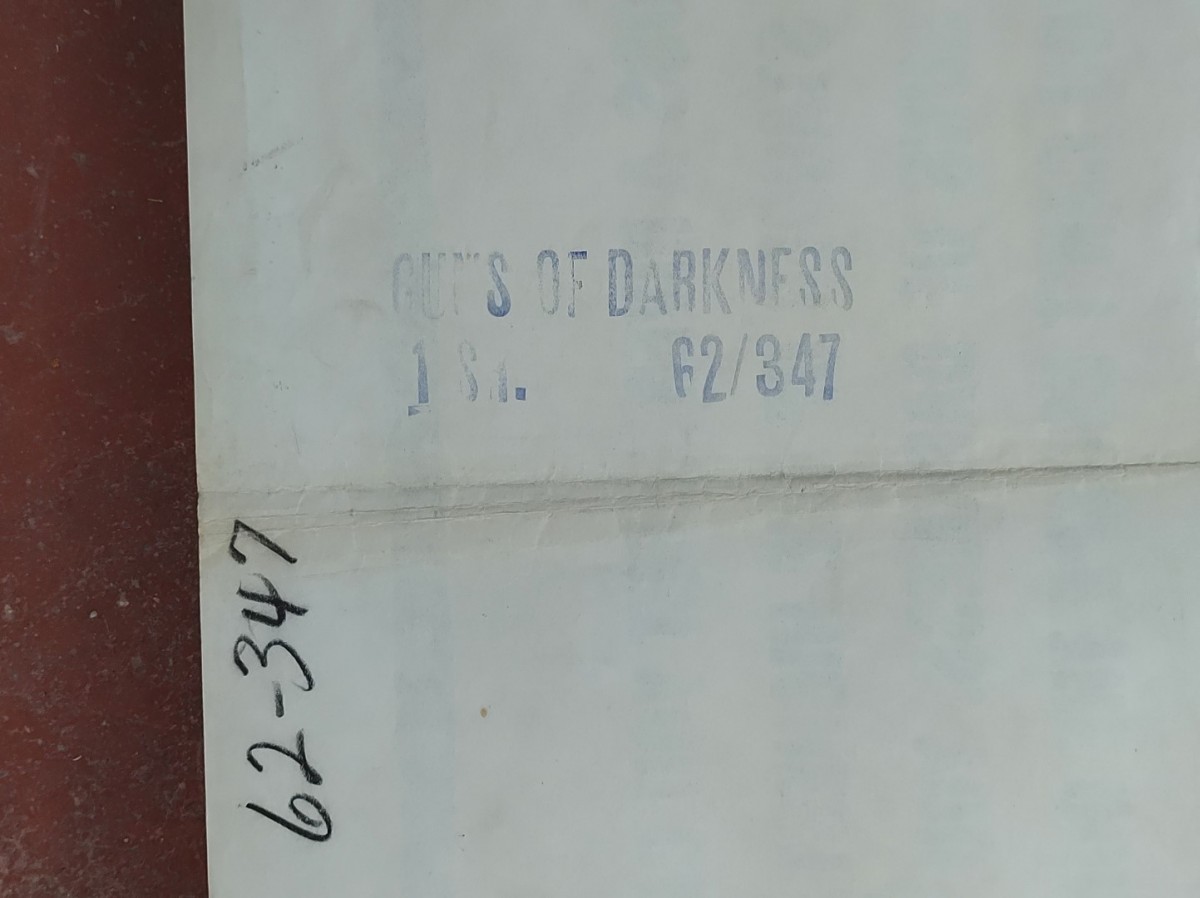 GUNS OF DARKNESS
1 SH. 62/347
62-347